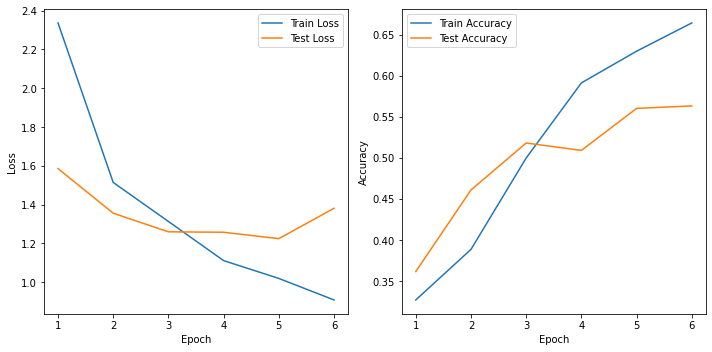 2.4
2.2
2.0
1.8
1.6
1.4
1.2
1.0
Loss
1 2 3 4 5 6
Epoch
Train Loss
Test Loss
0.65
0.60
0.55
0.50
0.45
0.40
0.35
Accuracy
1 2 3 4 5 6
Epoch
Train Accuracy
Test Accuracy